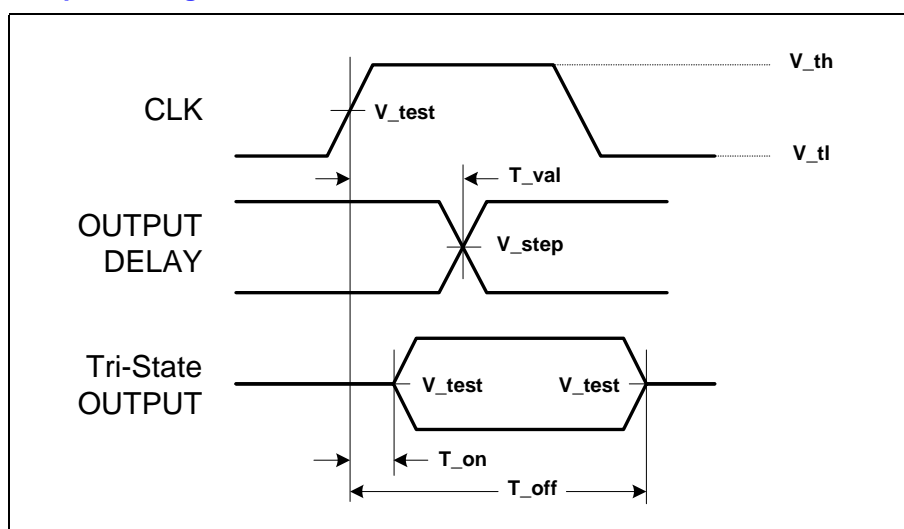 V_th
CLK
V_test
V_tl
T_val
OUTPUT
DELAY
V_step
Tri-State
OUTPUT
V_test
V_test
T_on
T_off